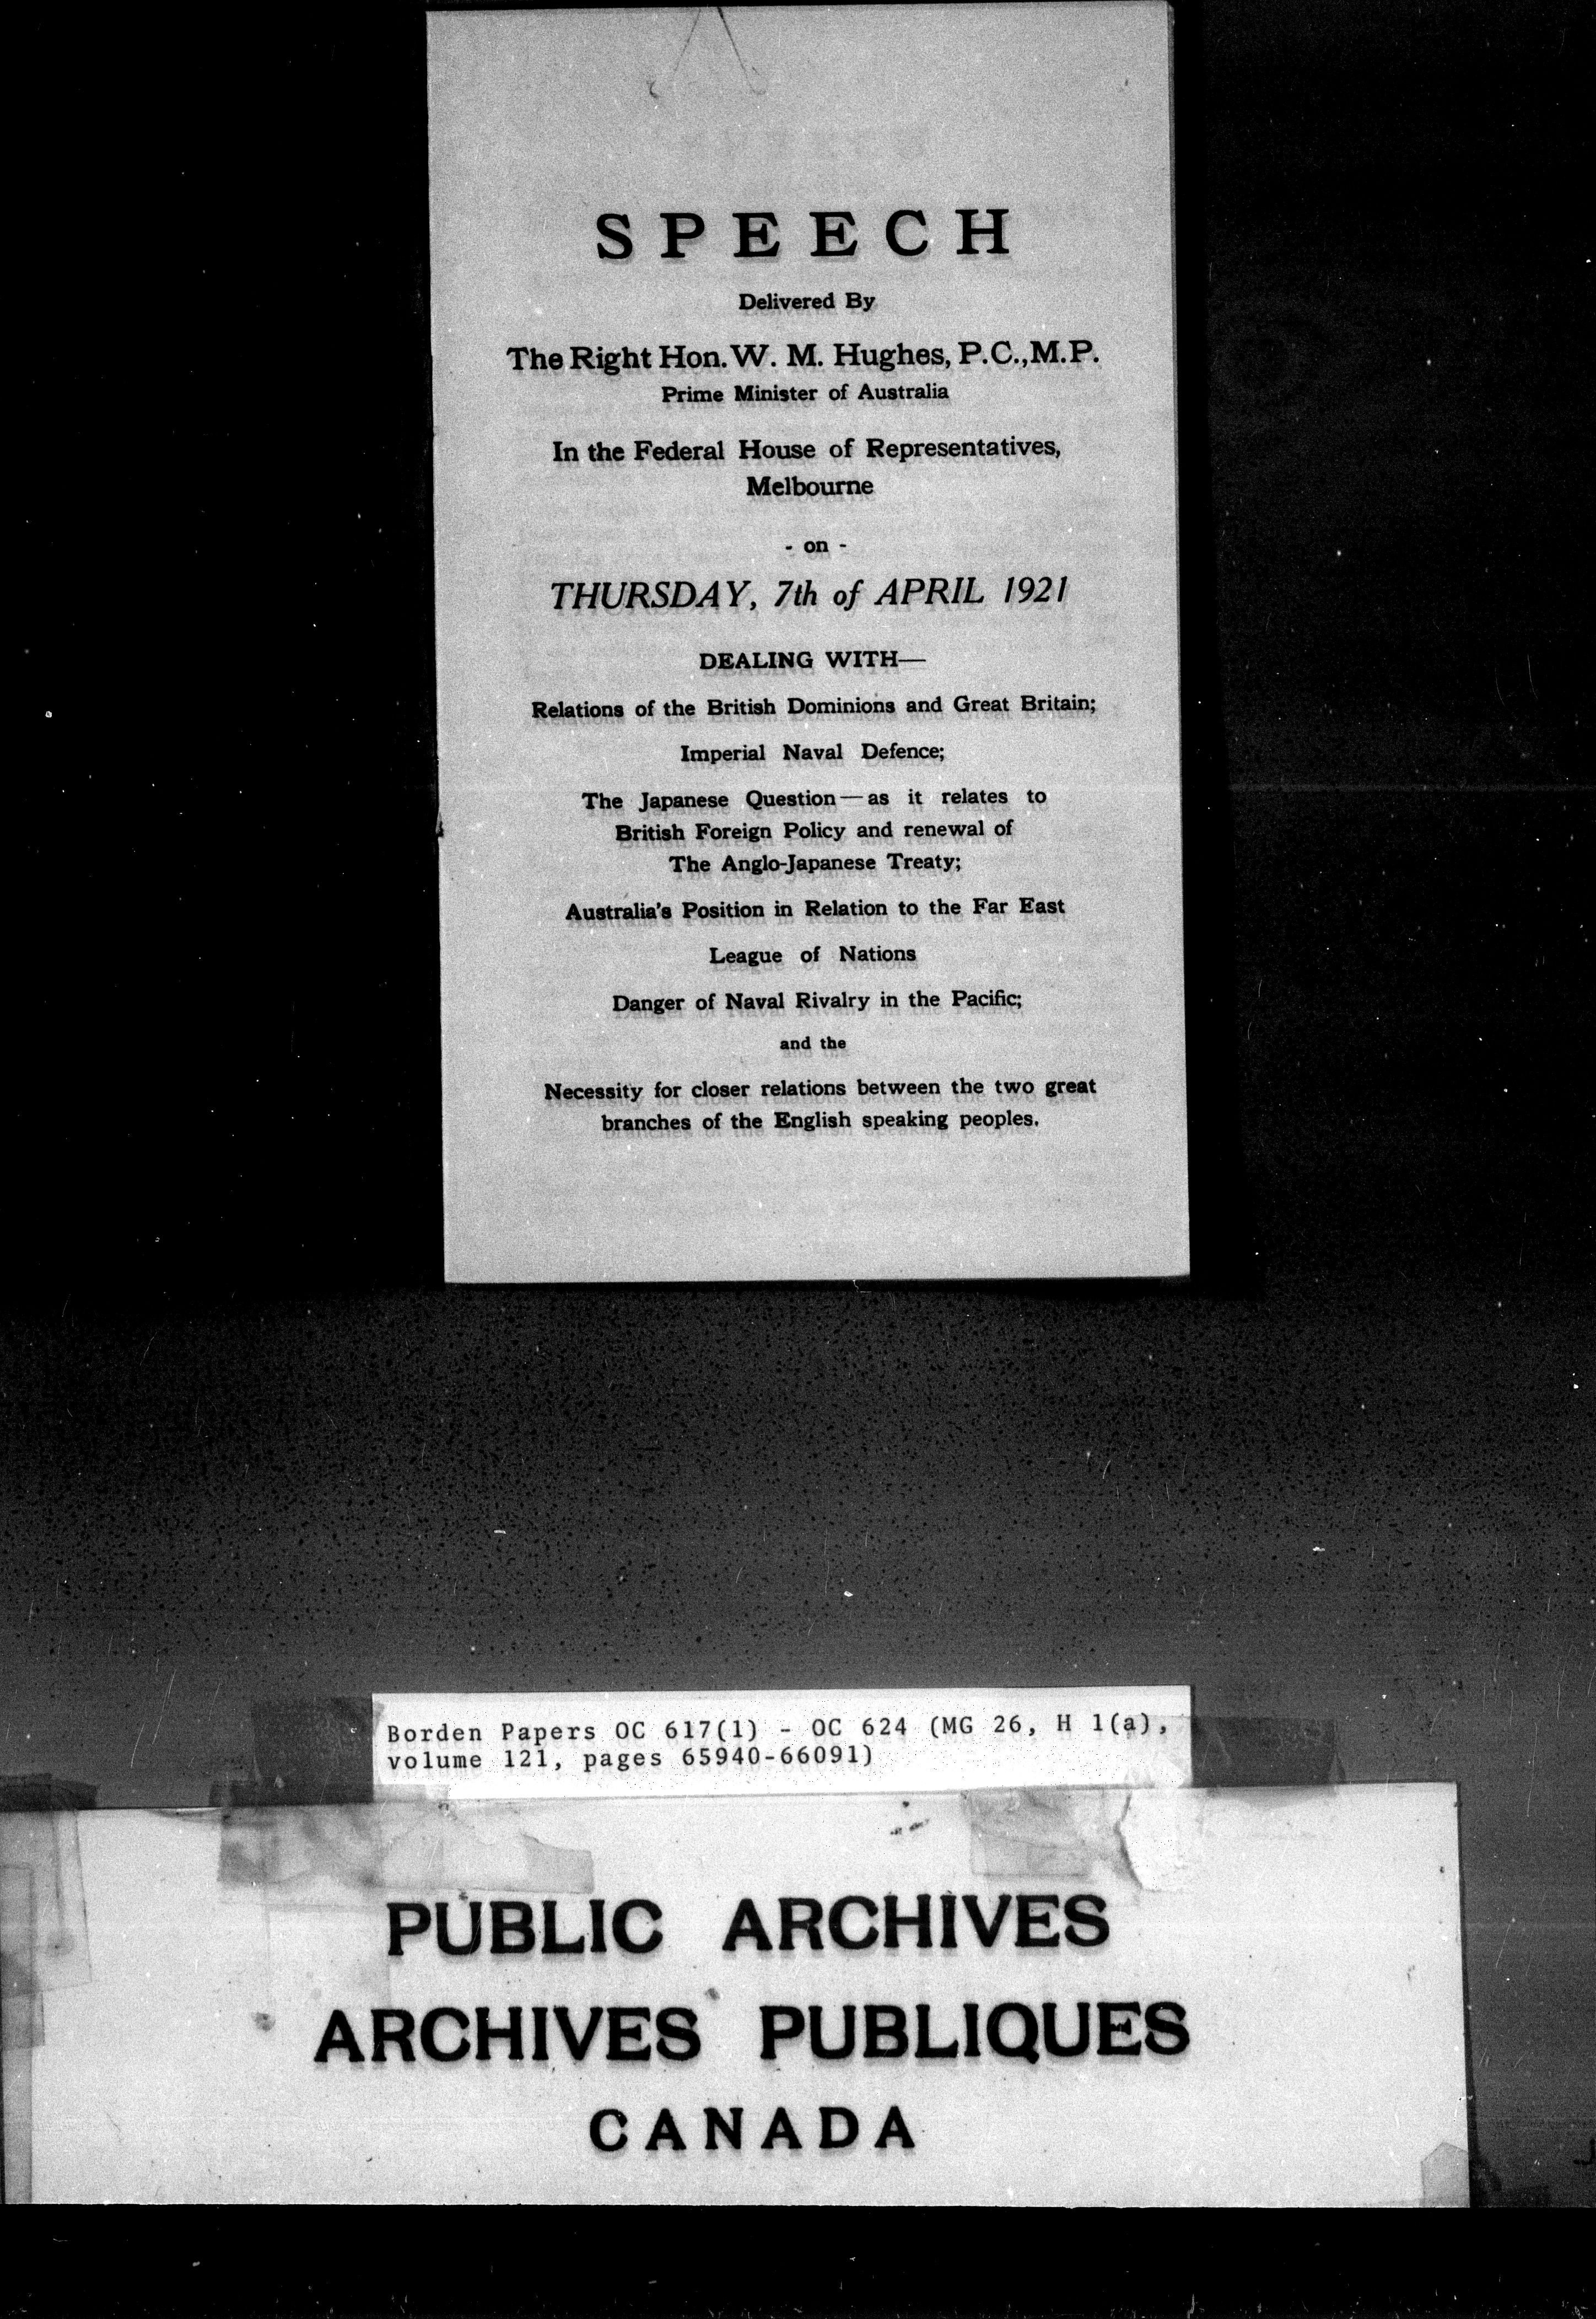 SPEECH
Delivered By
The Right Hon. W. M. Hughes, P.C., M.P.
Prime Minister of Australia
In the Federal House of Representatives,
Melbourne
- on -
THURSDAY, 7th of APRIL 1921
DEALING WITH—
Relations of the British Dominions and Great Britain;
Imperial Naval Defence;
The Japanese Question—as it relates to
British Foreign Policy and renewal of
The Anglo-Japanese Treaty;
Australia's Position in Relation to the Far East
League of Nations
Danger of Naval Rivalry in the Pacific;
and the
Necessity for closer relations between the two great
branches of the English speaking peoples.
Borden Papers OC 617(1) - OC 624 (MG 26, H 1(a),
volume 121, pages 65940-66091)
PUBLIC ARCHIVES
ARCHIVES PUBLIQUES
CANADA